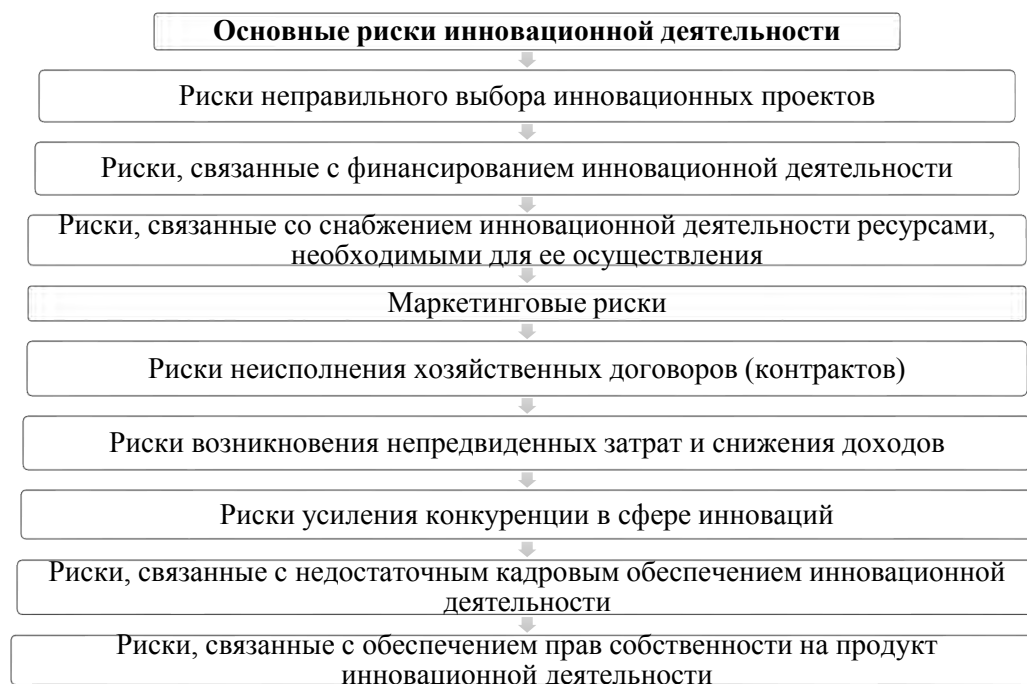 Основные риски инновационной деятельности
Риски неправильного выбора инновационных проектов
Риски, связанные с финансированием инновационной деятельности
Риски, связанные со снабжением инновационной деятельности ресурсами,
необходимыми для ее осуществления
Маркетинговые риски
Риски неисполнения хозяйственных договоров (контрактов)
Риски возникновения непредвиденных затрат и снижения доходов
Риски усиления конкуренции в сфере инноваций
Риски, связанные с недостаточным кадровым обеспечением инновационной
деятельности
Риски, связанные с обеспечением прав собственности на продукт
инновационной деятельности